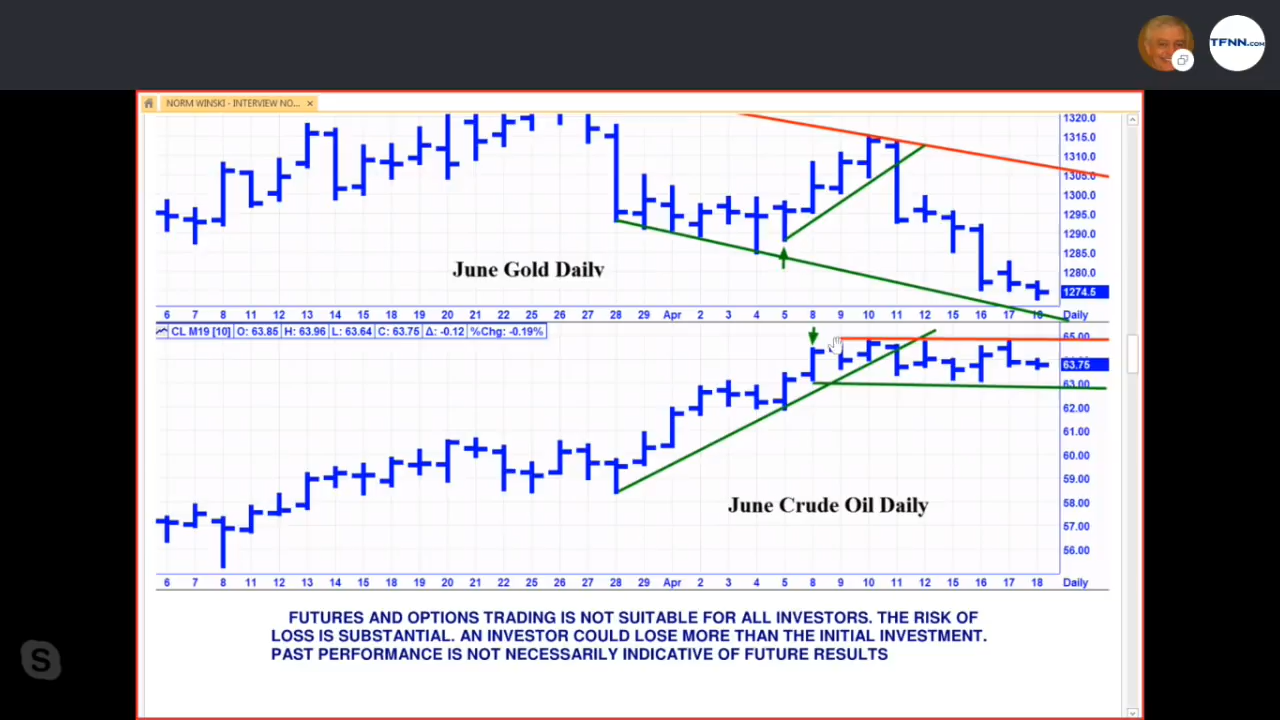 TFNN.COM
NORM WINSKI - INTERVIEW NO...
1320.0
1315.0
1310.0
1305.0
1300.0
1295.0
1290.0
1285.0
1280.0
1274.5
June Gold Daily
6 7 8 11 12 13 14 15 18 19 20 21 22 25 26 27 28 29 Apr 2 3 4 5 8 9 10 11 12 15 16 17 18 Daily
CL M19 [10] O: 63.85 H: 63.96 L: 63.64 C: 63.75 Δ: -0.12 %Chg: -0.19%
65.00
63.75
63.00
62.00
61.00
60.00
59.00
58.00
57.00
56.00
June Crude Oil Daily
6 7 8 11 12 13 14 15 18 19 20 21 22 25 26 27 28 29 Apr 2 3 4 5 8 9 10 11 12 15 16 17 18 Daily
FUTURES AND OPTIONS TRADING IS NOT SUITABLE FOR ALL INVESTORS. THE RISK OF
LOSS IS SUBSTANTIAL. AN INVESTOR COULD LOSE MORE THAN THE INITIAL INVESTMENT.
PAST PERFORMANCE IS NOT NECESSARILY INDICATIVE OF FUTURE RESULTS
S